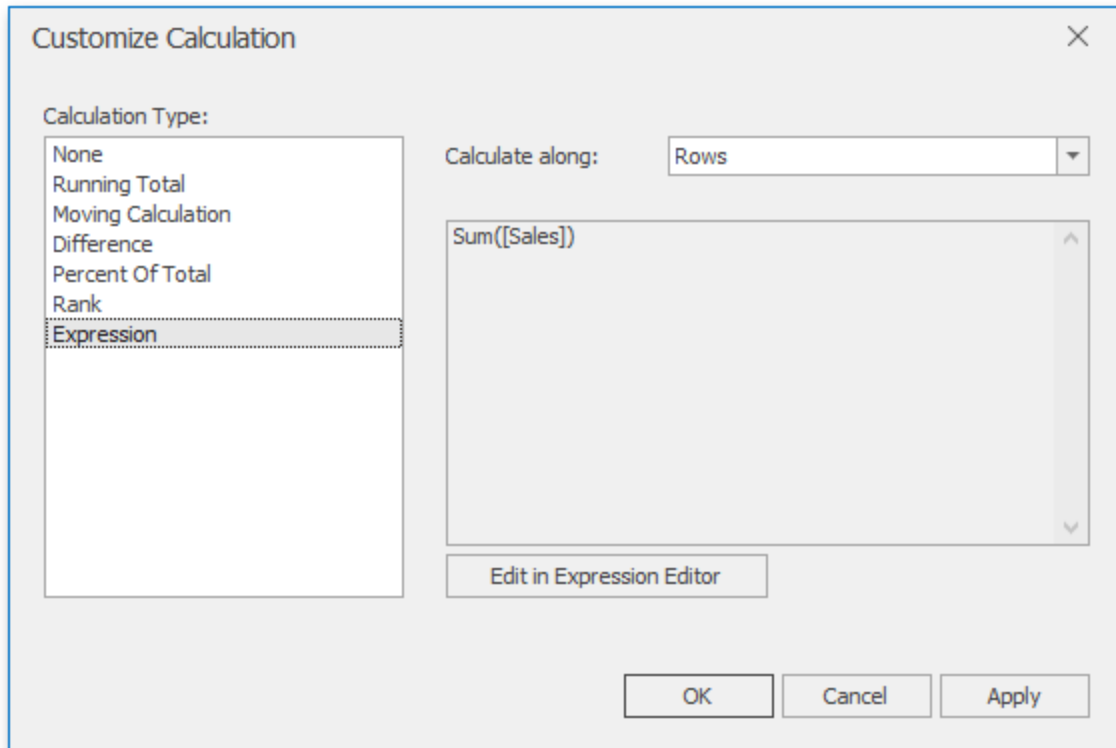 Customize Calculation
Calculation Type:
None
Running Total
Moving Calculation
Difference
Percent Of Total
Rank
Expression
Calculate along:
Rows
Sum([Sales])
Edit in Expression Editor
OK
Cancel
Apply